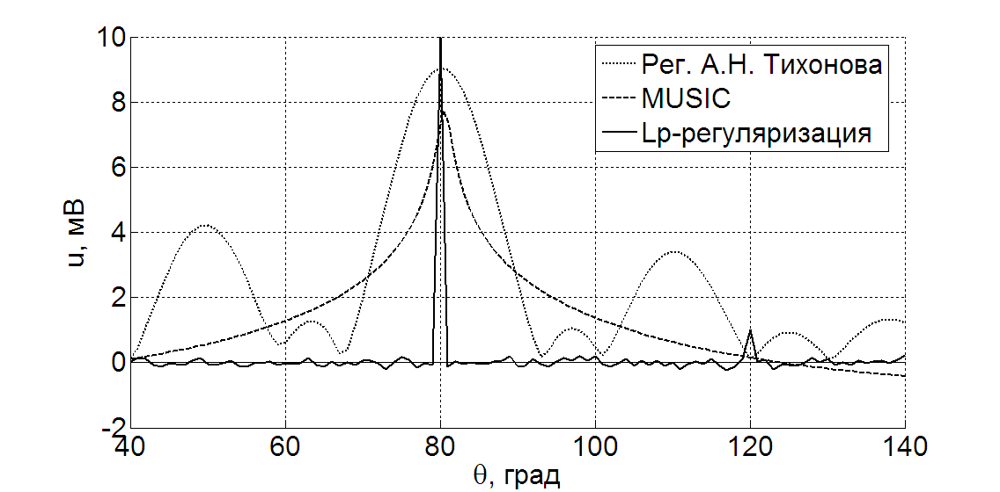 10
8
6
4
2
0
-2
u, мВ
Рег. А.Н. Тихонова
MUSIC
Lp-регуляризация
40 60 80 100 120 140
θ, град